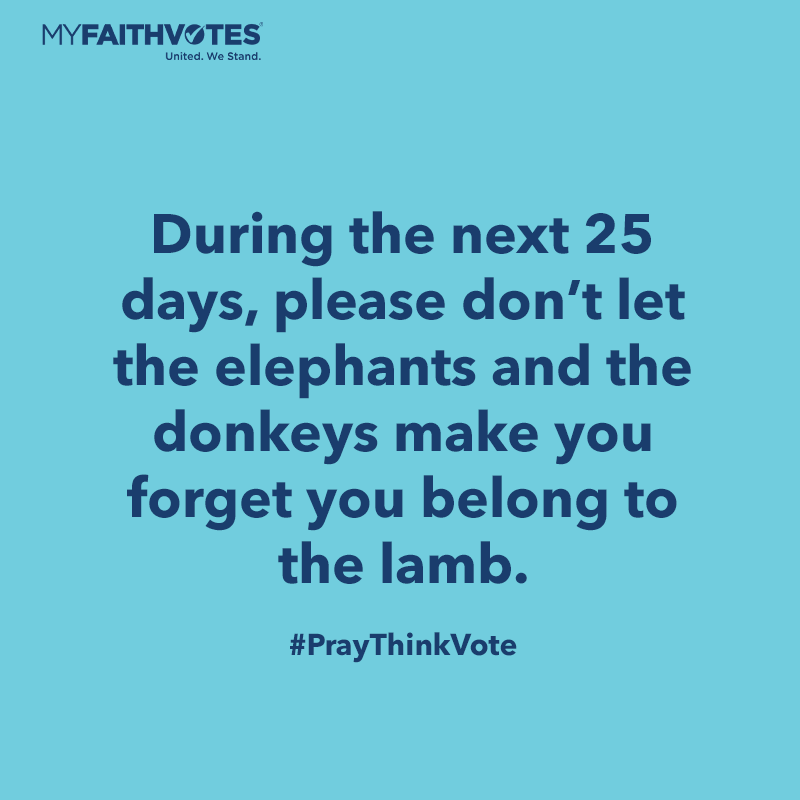 MYFAITHVOTES®
United. We Stand.
During the next 25
days, please don’t let
the elephants and the
donkeys make you
forget you belong to
the lamb.
#PrayThinkVote